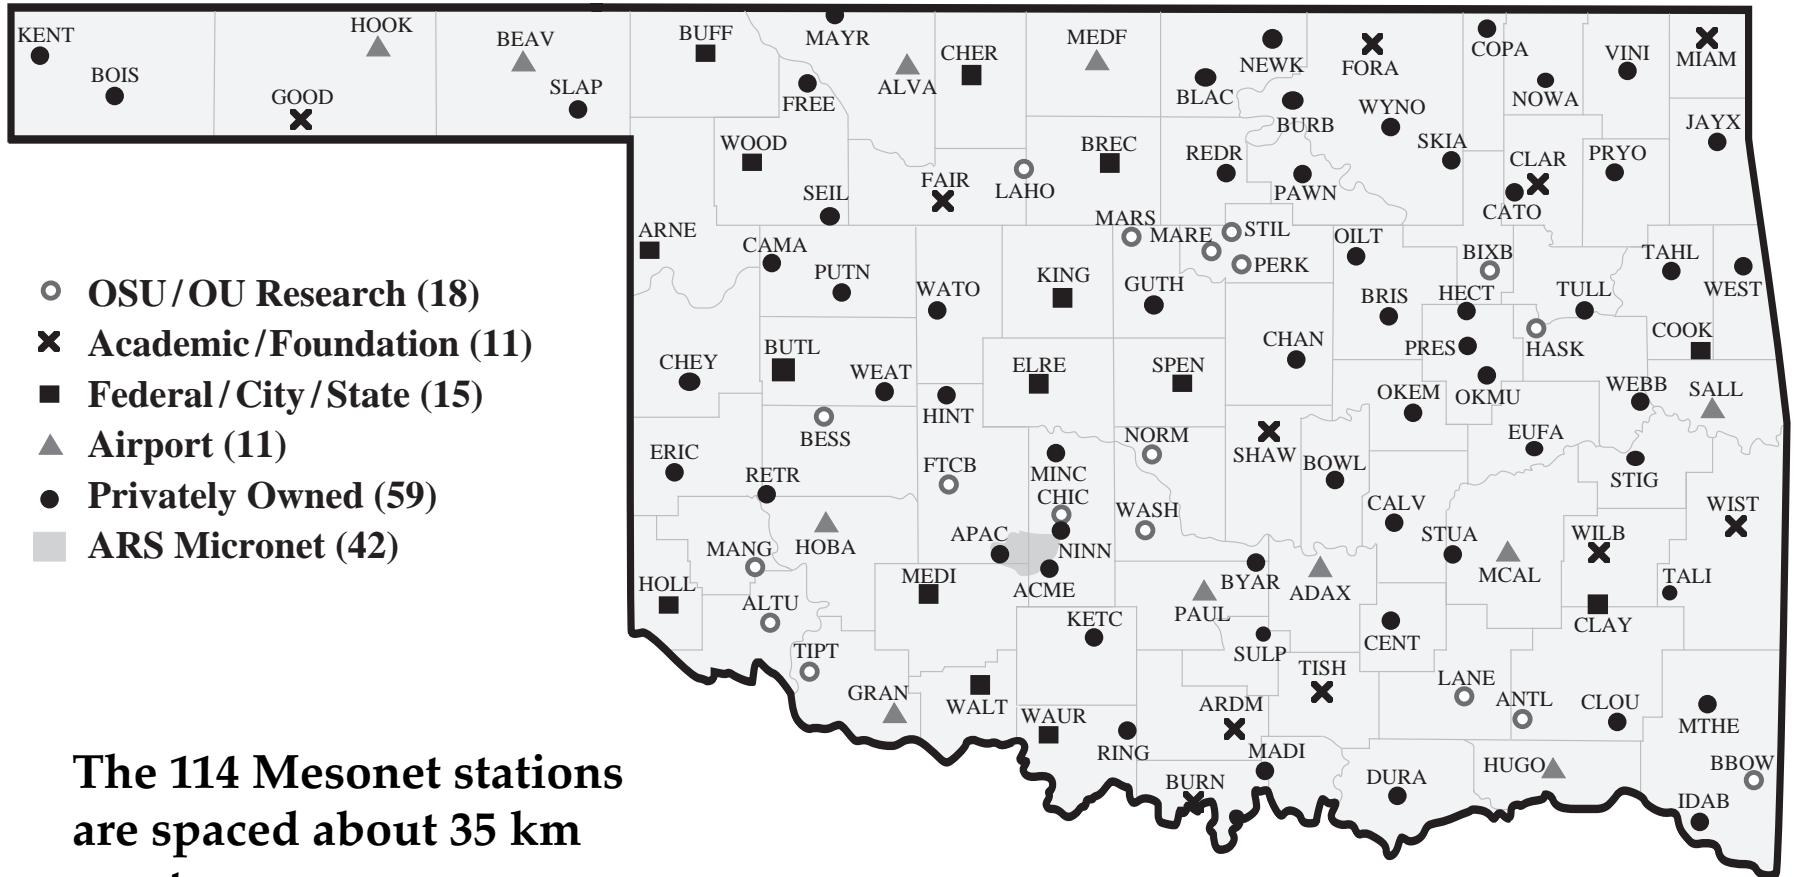 KENT
HOOK
BEAV
BUFF
MAYR
CHER
MEDF
NEWK
FORA
COPA
VINI
MIAM
BOIS
GOOD
SLAP
FREE
ALVA
BLAC
BURB
WYNO
NOWA
JAYX
WOOD
SEIL
FAIR
LAHO
BREC
REDR
PAWN
SKIA
CLAR
PRYO
CATO
ARNE
CAMA
PUTN
WATO
KING
MARS
MARE
STIL
PERK
GUTH
OILT
BIXB
TAHL
WEST
BRIS
HECT
TULL
HASK
COOK
CHEY
BUTL
WEAT
HINT
ELRE
SPEN
CHAN
PRES
OKMU
OKEM
WEBB
SALL
BESS
ERIC
RETR
FTCB
MINC
CHIC
NORM
SHAW
BOWL
EUFA
STIG
WASH
CALV
STUA
WIST
WILB
MANG
HOBA
APAC
NINN
ACME
MEDI
HOLL
ALTU
BYAR
ADAX
PAUL
MCAL
TALI
CLAY
KETC
SULP
CENT
TIPT
TISH
LANE
ANTL
CLOU
MTHE
GRAN
WALT
WAUR
RING
ARDM
MADI
BURN
DURA
HUGO
BBOW
IDAB
OSU/OU Research (18)
Academic/Foundation (11)
Federal/City/State (15)
Airport (11)
Privately Owned (59)
ARS Micronet (42)
The 114 Mesonet stations
are spaced about 35 km